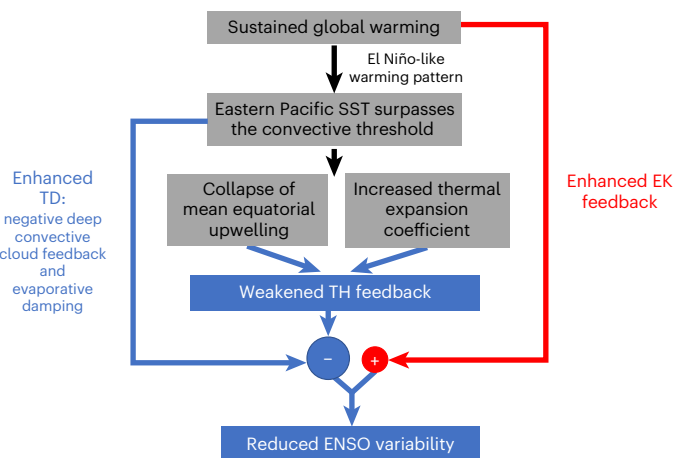 Sustained global warming
El Niño-like
warming pattern
Eastern Pacific SST surpasses
the convective threshold
Enhanced
TD:
negative deep
convective
cloud feedback
and
evaporative
damping
Collapse of
mean equatorial
upwelling
Increased thermal
expansion
coefficient
Enhanced EK
feedback
Weakened TH feedback
–
+
Reduced ENSO variability